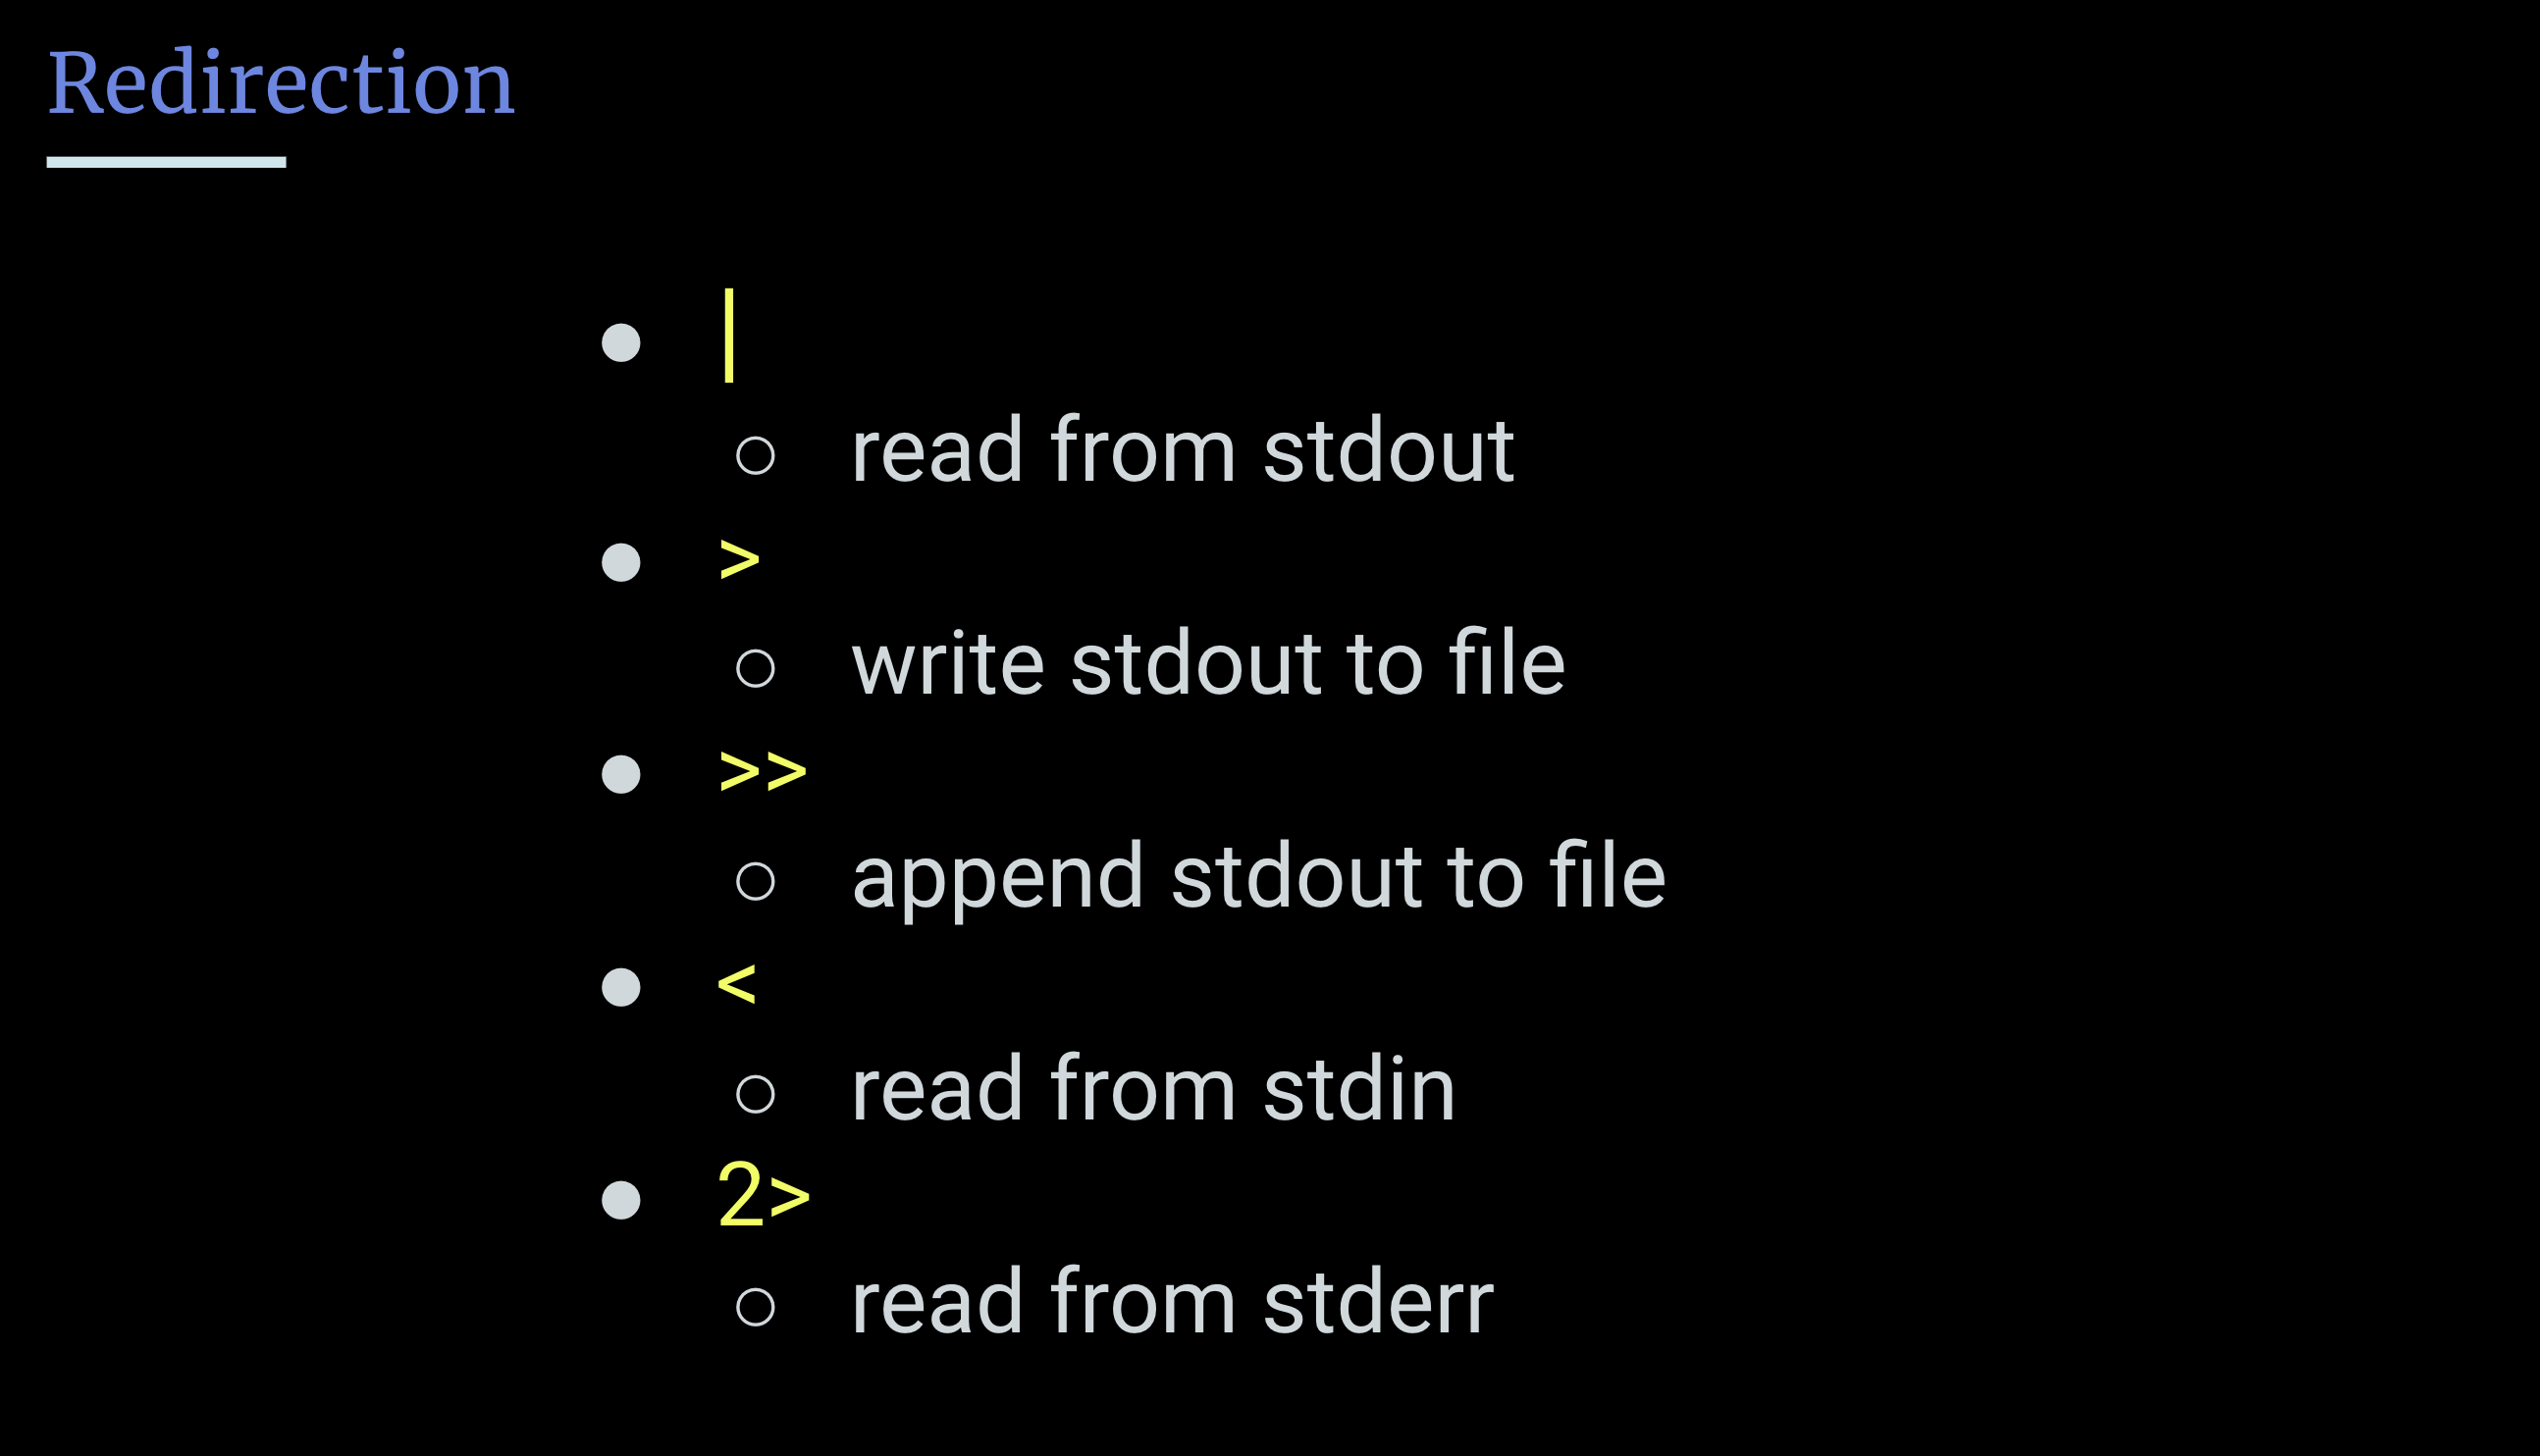 Redirection
● |
○ read from stdout
● >
○ write stdout to file
● >>
○ append stdout to file
● <
○ read from stdin
● 2>
○ read from stderr